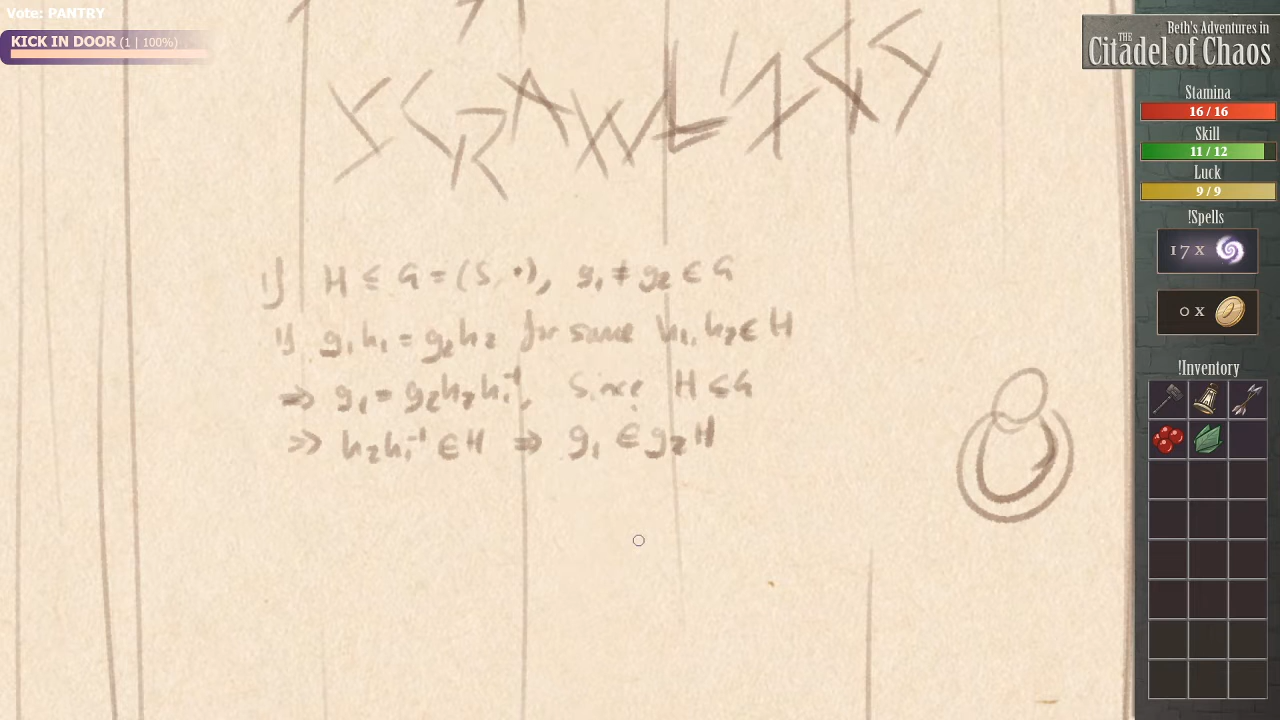 Vote: PANTRY
KICK IN DOOR (1 | 100%)
SCRAWLINGS
if H ≤ G = (S, •), g₁ ≠ g₂ ∈ G
if g₁h₁ = g₂h₂ for some h₁, h₂ ∈ H
⇒ g₁ = g₂h₂h₁⁻¹, Since H ≤ G
⇒ h₂h₁⁻¹ ∈ H ⇒ g₁ ∈ g₂H
Beth's Adventures in
THE
Citadel of Chaos
Stamina
16 / 16
Skill
11 / 12
Luck
9 / 9
!Spells
17 x
0 x
!Inventory